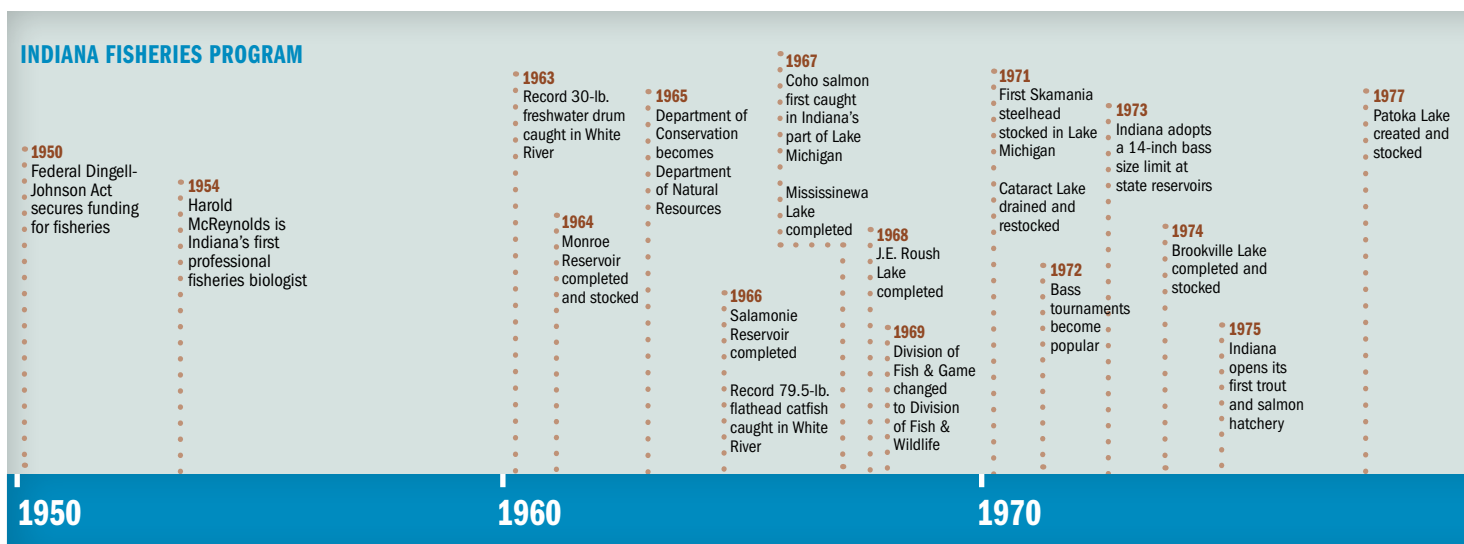 INDIANA FISHERIES PROGRAM
1950
Federal Dingell-
Johnson Act
secures funding
for fisheries
1954
Harold
McReynolds is
Indiana's first
professional
fisheries biologist
1963
Record 30-lb.
freshwater drum
caught in White
River
1964
Monroe
Reservoir
completed
and stocked
1965
Department of
Conservation
becomes
Department
of Natural
Resources
1966
Salamonie
Reservoir
completed
Record 79.5-lb.
flathead catfish
caught in White
River
1967
Coho salmon
first caught
in Indiana's
part of Lake
Michigan
Mississinewa
Lake
completed
1968
J.E. Roush
Lake
completed
1969
Division of
Fish & Game
changed
to Division
of Fish &
Wildlife
1971
First Skamania
steelhead
stocked in Lake
Michigan
Cataract Lake
drained and
restocked
1972
Bass
tournaments
become
popular
1973
Indiana adopts
a 14-inch bass
size limit at
state reservoirs
1974
Brookville Lake
completed and
stocked
1975
Indiana
opens its
first trout
and salmon
hatchery
1977
Patoka Lake
created and
stocked
1950
1960
1970